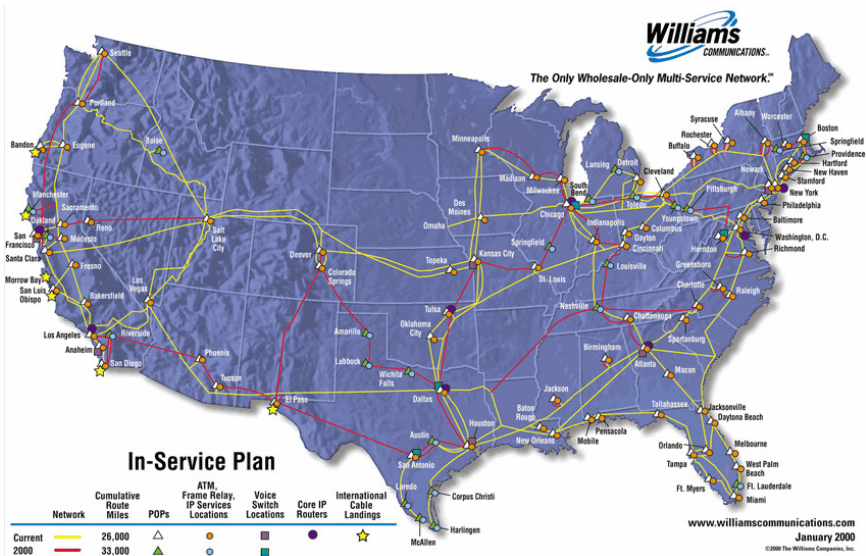 Williams
COMMUNICATIONS
The Only Wholesale-Only Multi-Service Network.℠
Seattle
Portland
Bandon
Eugene
Boise
Manchester
Sacramento
Oakland
Reno
San
Francisco
Modesto
Santa Clara
Fresno
Morrow Bay
San Luis
Obispo
Bakersfield
Las
Vegas
Salt
Lake
City
Los Angeles
Riverside
Anaheim
San Diego
Phoenix
Tucson
El Paso
Denver
Colorado
Springs
Amarillo
Lubbock
Wichita
Falls
Minneapolis
Madison
Milwaukee
South
Bend
Des
Moines
Omaha
Chicago
Topeka
Kansas City
Springfield
St. Louis
Tulsa
Oklahoma
City
Dallas
Austin
San Antonio
Houston
Laredo
Corpus Christi
McAllen
Harlingen
Lansing
Detroit
Toledo
Cleveland
Indianapolis
Columbus
Dayton
Cincinnati
Louisville
Youngstown
Pittsburgh
Nashville
Chattanooga
Birmingham
Atlanta
Spartanburg
Macon
Jackson
Baton
Rouge
New Orleans
Mobile
Pensacola
Tallahassee
Jacksonville
Daytona Beach
Orlando
Melbourne
Tampa
West Palm
Beach
Ft. Myers
Ft. Lauderdale
Miami
Syracuse
Rochester
Buffalo
Albany
Worcester
Boston
Springfield
Providence
Hartford
New Haven
Stamford
New York
Newark
Philadelphia
Baltimore
Washington, D.C.
Herndon
Richmond
Greensboro
Charlotte
Raleigh
In-Service Plan
Network
Cumulative
Route
Miles
POPs
ATM,
Frame Relay,
IP Services
Locations
Voice
Switch
Locations
Core IP
Routers
International
Cable
Landings
Current
26,000
2000
33,000
www.williamscommunications.com
January 2000
©2000 The Williams Companies, Inc.